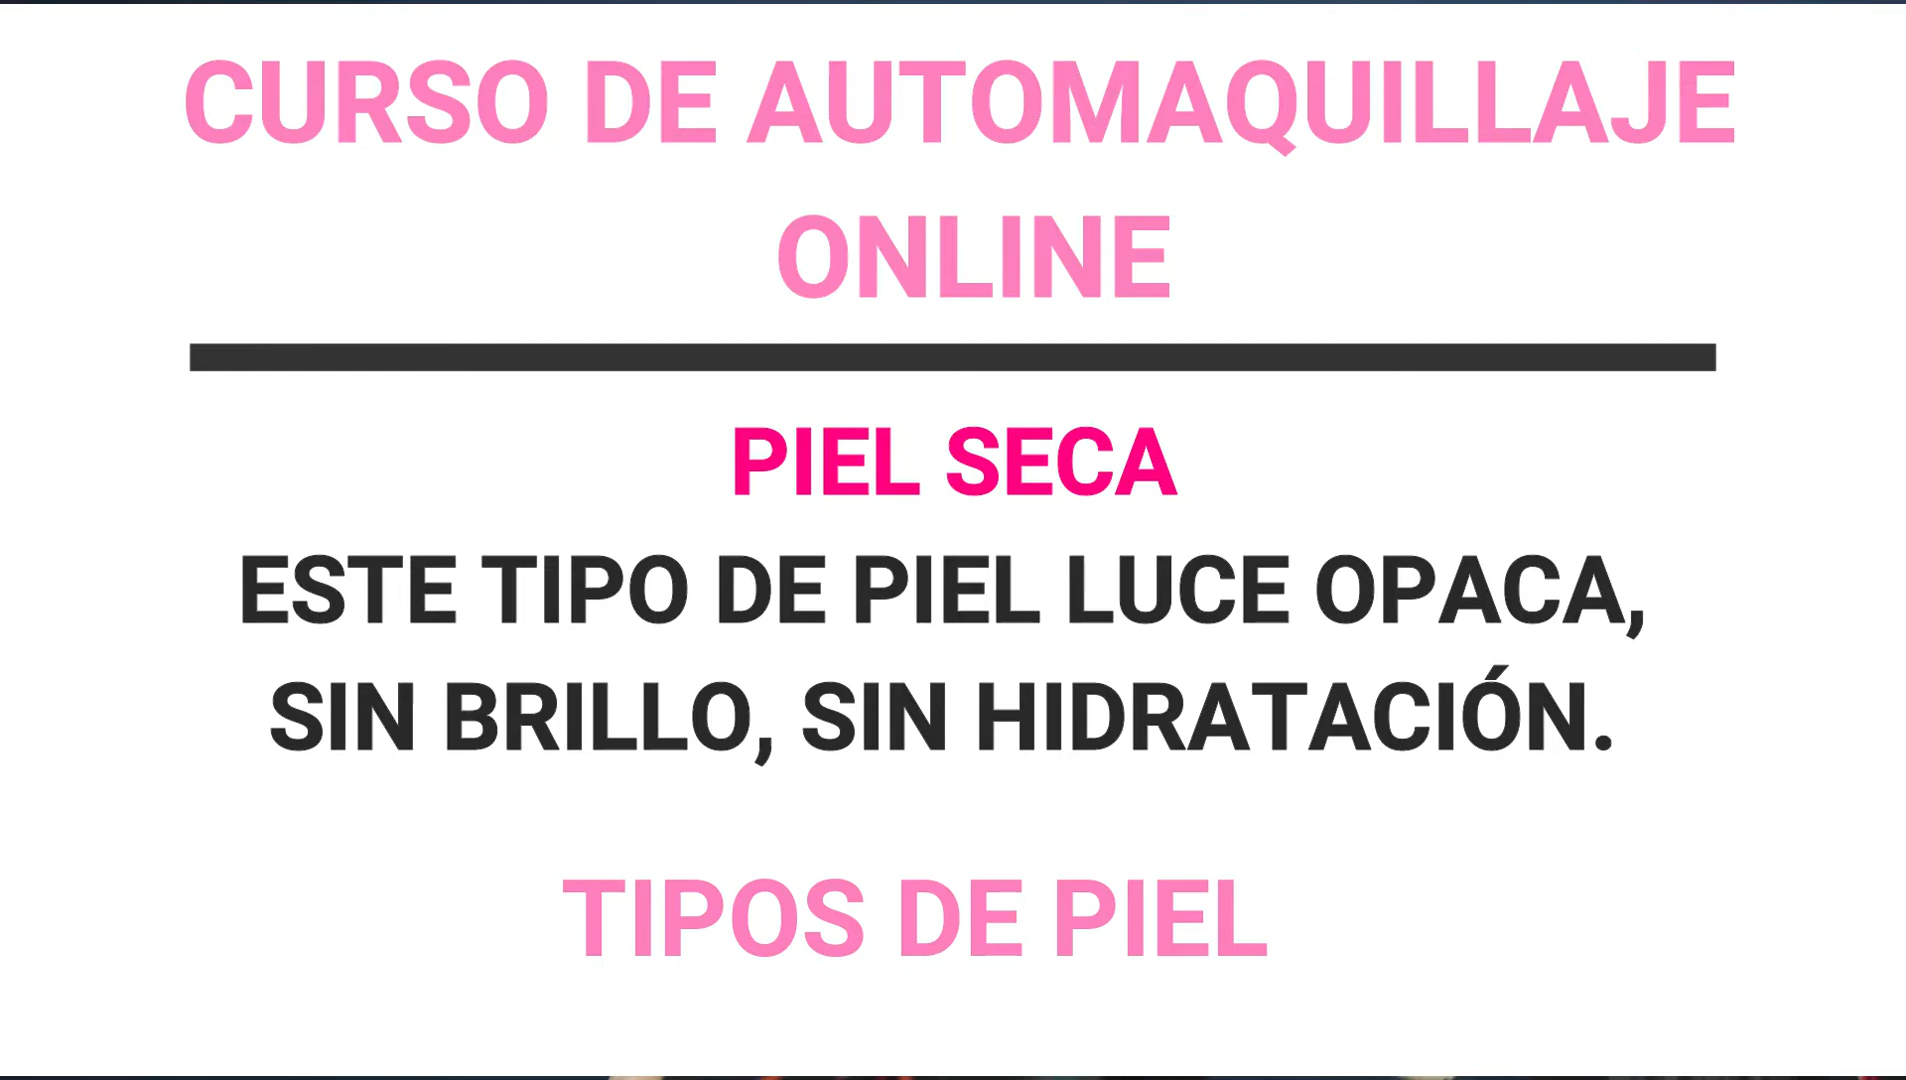 CURSO DE AUTOMAQUILLAJE
ONLINE
PIEL SECA
ESTE TIPO DE PIEL LUCE OPACA,
SIN BRILLO, SIN HIDRATACIÓN.
TIPOS DE PIEL